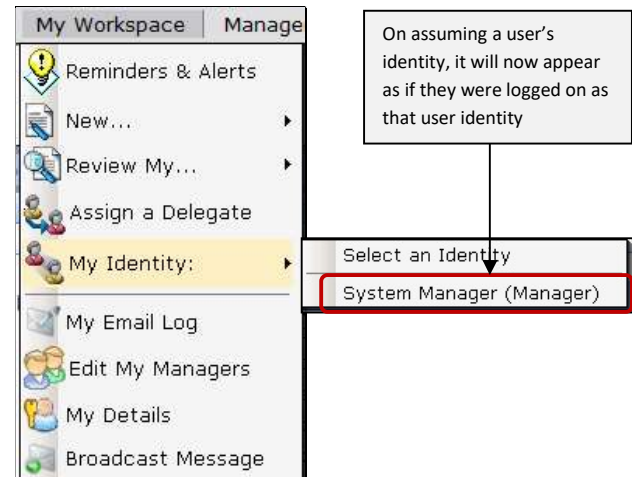 My Workspace
Manage
Reminders & Alerts
New...
Review My...
Assign a Delegate
My Identity:
My Email Log
Edit My Managers
My Details
Broadcast Message
On assuming a user's
identity, it will now appear
as if they were logged on as
that user identity
Select an Identity
System Manager (Manager)